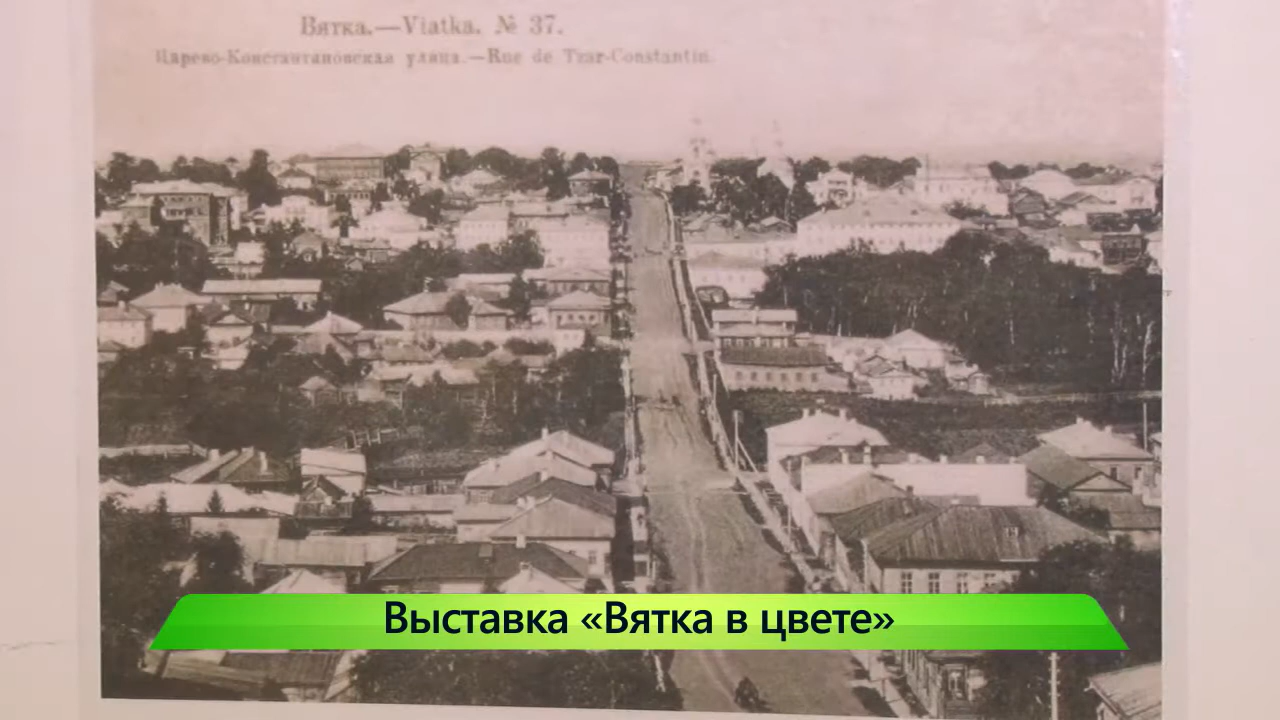 Вятка.—Viatka. № 37.
Царево-Константиновская улица.—Rue de Tzar-Constantin.
Выставка «Вятка в цвете»